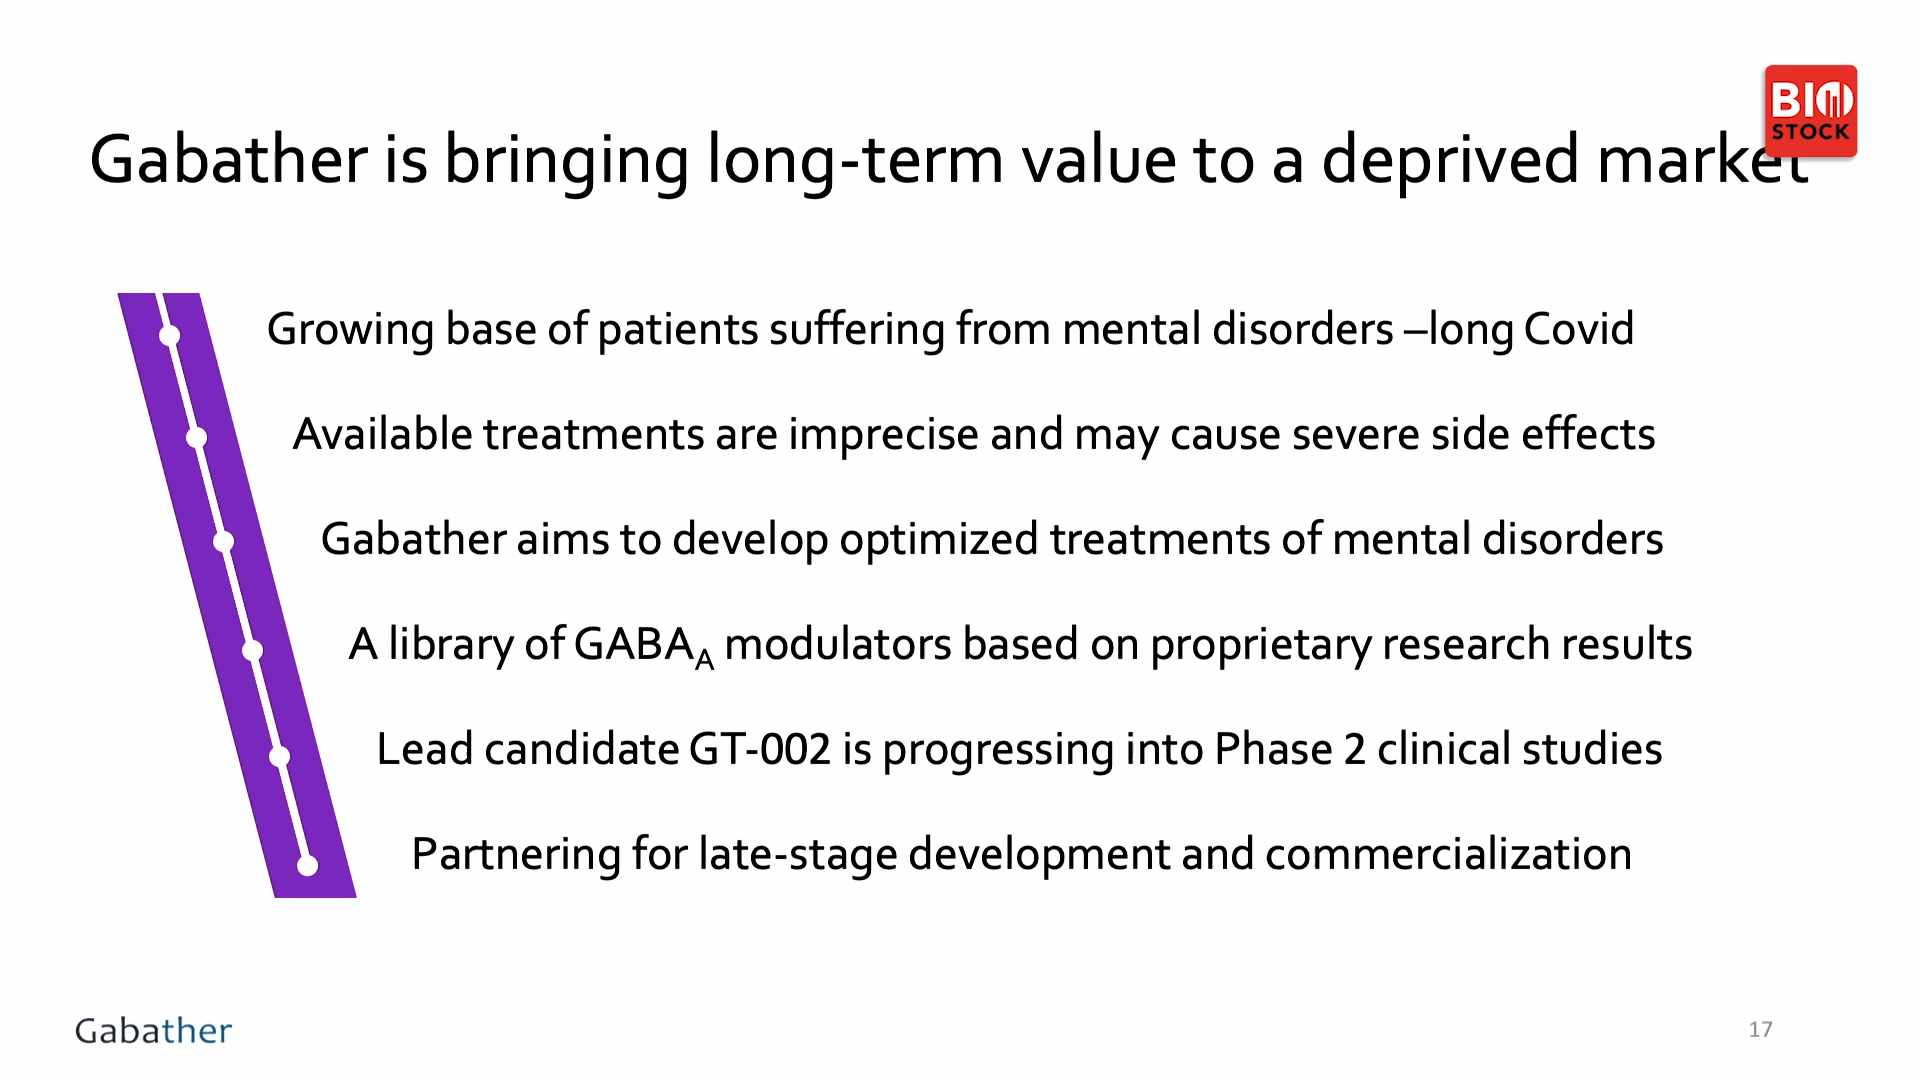 BIO
STOCK
Gabather is bringing long-term value to a deprived market
Growing base of patients suffering from mental disorders –long Covid
Available treatments are imprecise and may cause severe side effects
Gabather aims to develop optimized treatments of mental disorders
A library of GABA_A modulators based on proprietary research results
Lead candidate GT-002 is progressing into Phase 2 clinical studies
Partnering for late-stage development and commercialization
Gabather
17